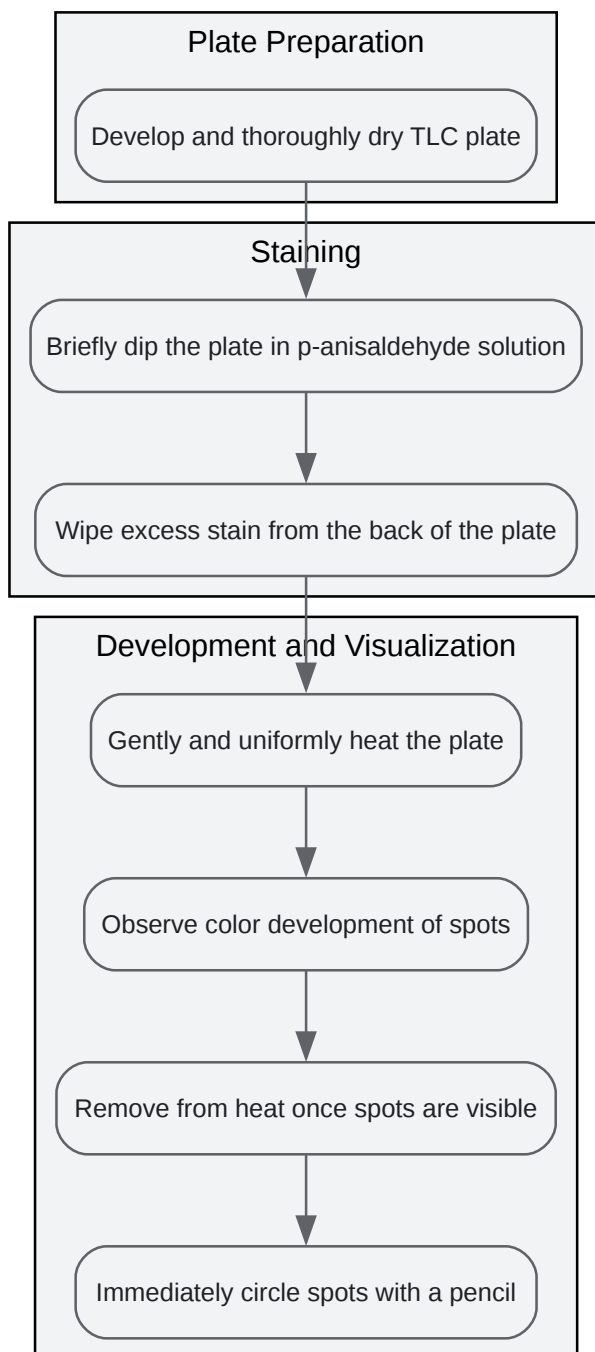 Plate Preparation
Develop and thoroughly dry TLC plate
Staining
Briefly dip the plate in p-anisaldehyde solution
Wipe excess stain from the back of the plate
Development and Visualization
Gently and uniformly heat the plate
Observe color development of spots
Remove from heat once spots are visible
Immediately circle spots with a pencil